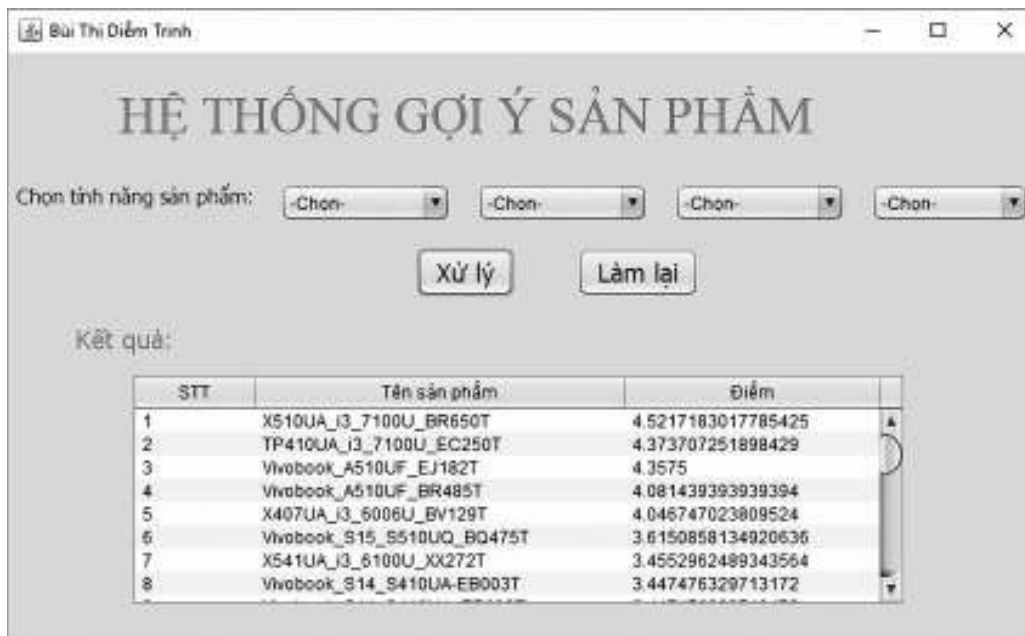 Bùi Thị Diễm Trinh
HỆ THỐNG GỢI Ý SẢN PHẨM
Chọn tính năng sản phẩm: -Chọn- -Chọn- -Chọn- -Chọn-
Xử lý Làm lại
Kết quả:
STT Tên sản phẩm Điểm
1 X510UA_i3_7100U_BR650T 4.52171830177785425
2 TP410UA_i3_7100U_EC250T 4.373707251898429
3 Vivobook_A510UF_EJ182T 4.3575
4 Vivobook_A510UF_BR485T 4.081439393939394
5 X407UA_i3_6006U_BV129T 4.046747023809524
6 Vivobook_S15_S510UQ_BQ475T 3.6150858134920636
7 X541UA_i3_6100U_XX272T 3.4552962489343564
8 Vivobook_S14_S410UA-EB003T 3.447476329713172